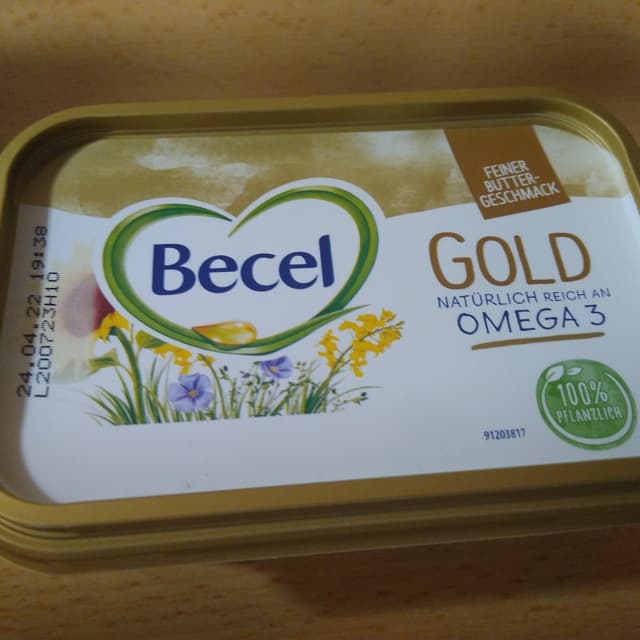 FEINER
BUTTER-
GESCHMACK
Becel
GOLD
NATÜRLICH REICH AN
OMEGA 3
100%
PFLANZLICH
91203817
24.04.22 19:38
L200723H10